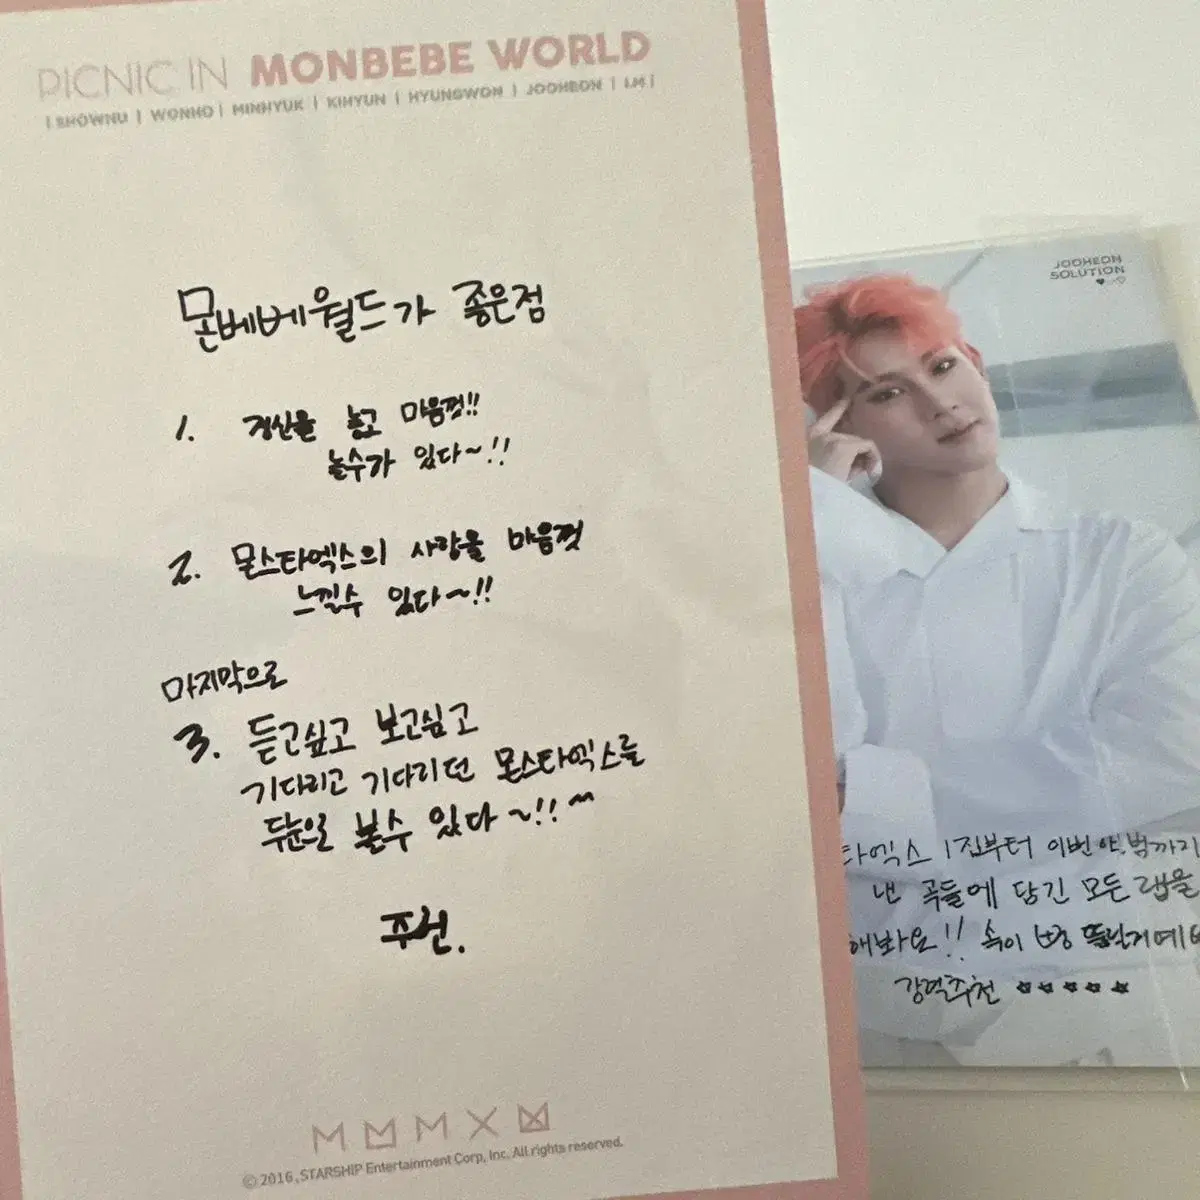 PICNIC IN MONBEBE WORLD
| SHOWNU | WONHO | MINHYUK | KIHYUN | HYUNGWON | JOOHEON | I.M |
몬베베월드가 좋은점
1. 정신을 놓고 마음껏!!
놀수가 있다~!!
2. 몬스타엑스의 사랑을 마음껏
느낄수 있다~!!
마지막으로
3. 듣고싶고 보고싶고
기다리고 기다리던 몬스타엑스를
두눈으로 볼수 있다~!! ^^
주헌.
© 2016, STARSHIP Entertainment Corp, Inc. All rights reserved.
JOOHEON
SOLUTION
타엑스 1집부터 이번 앨범까지
낸 곡들에 담긴 모든 랩을
해봐요!! 속이 뻥
강력추천 ☆☆☆☆☆